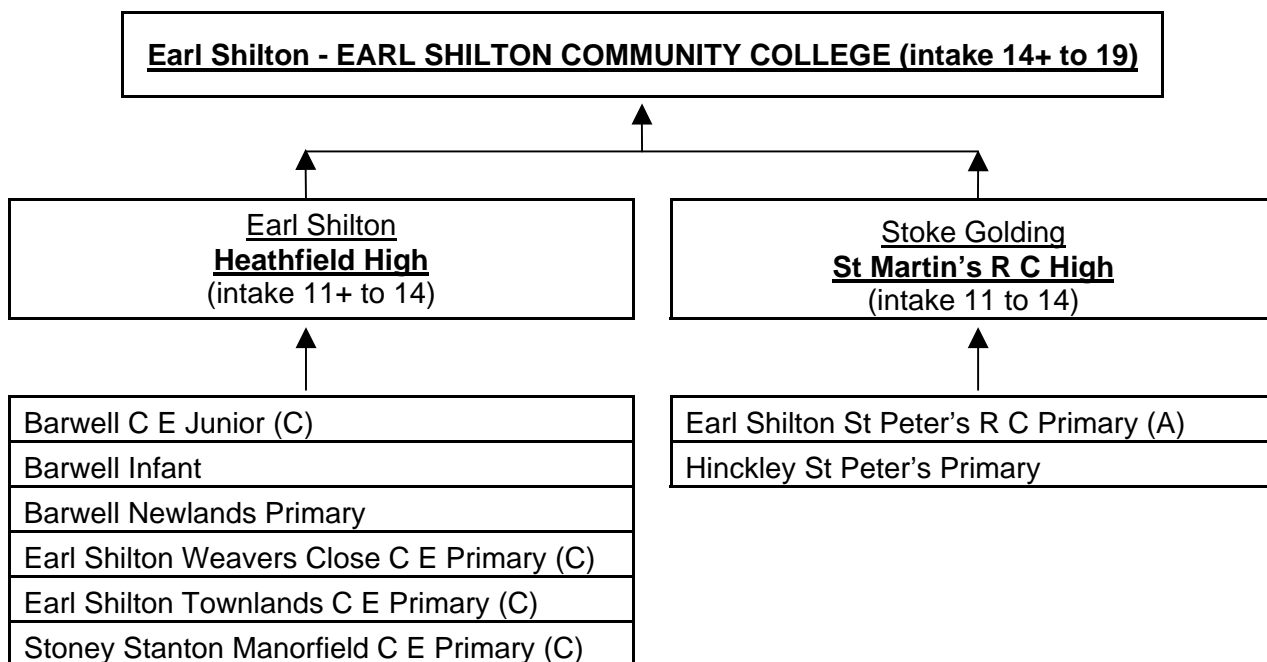 Earl Shilton - EARL SHILTON COMMUNITY COLLEGE (intake 14+ to 19)
Earl Shilton
Heathfield High
(intake 11+ to 14)
Stoke Golding
St Martin’s R C High
(intake 11 to 14)
Barwell C E Junior (C)
Barwell Infant
Barwell Newlands Primary
Earl Shilton Weavers Close C E Primary (C)
Earl Shilton Townlands C E Primary (C)
Stoney Stanton Manorfield C E Primary (C)
Earl Shilton St Peter’s R C Primary (A)
Hinckley St Peter’s Primary